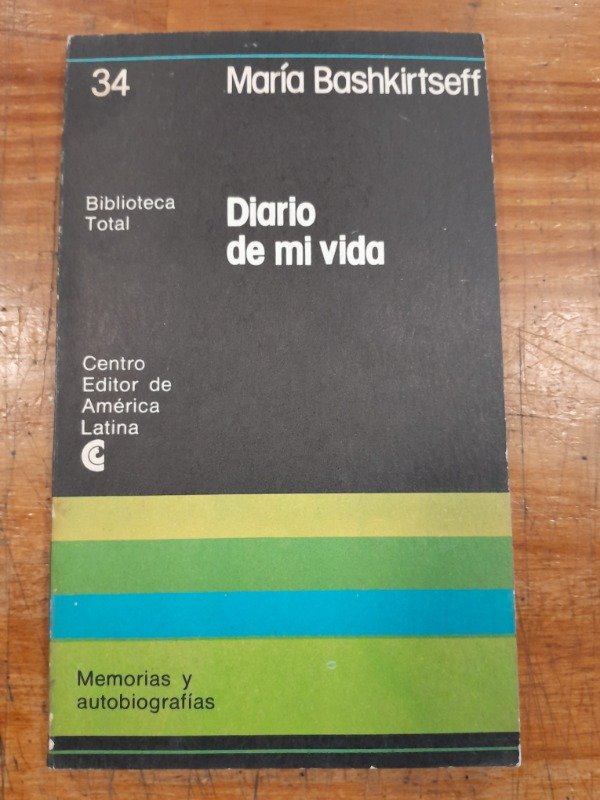 34
María Bashkirtseff
Biblioteca
Total
Diario
de mi vida
Centro
Editor de
América
Latina
Memorias y
autobiografías